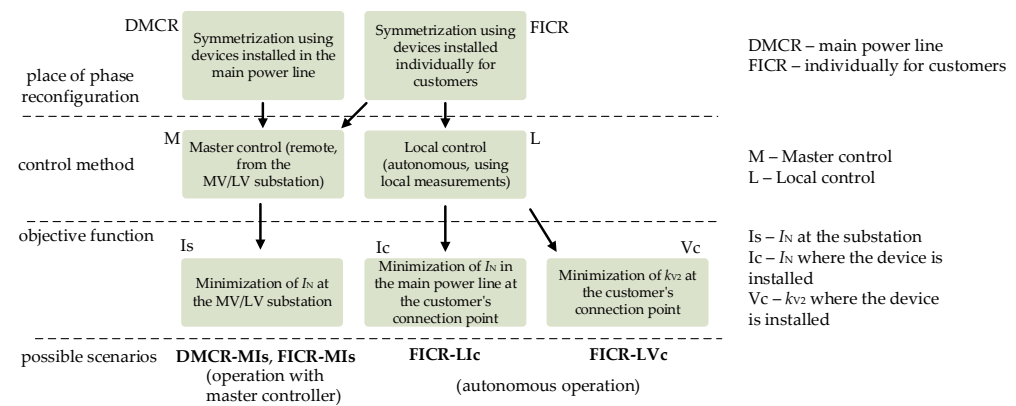 DMCR
Symmetrization using
devices installed in the
main power line
Symmetrization using
devices installed
individually for
customers
FICR
DMCR – main power line
FICR – individually for customers
place of phase
reconfiguration
M
Master control (remote,
from the
MV/LV substation)
Local control
(autonomous, using
local measurements)
L
control method
M – Master control
L – Local control
objective function
Is
Minimization of IN at
the MV/LV substation
Ic
Minimization of IN in
the main power line at
the customer's
connection point
Vc
Minimization of kV2 at
the customer's
connection point
Is – IN at the substation
Ic – IN where the device is
installed
Vc – kV2 where the device
is installed
possible scenarios
DMCR-MIs, FICR-MIs
(operation with
master controller)
FICR-LIc
FICR-LVc
(autonomous operation)